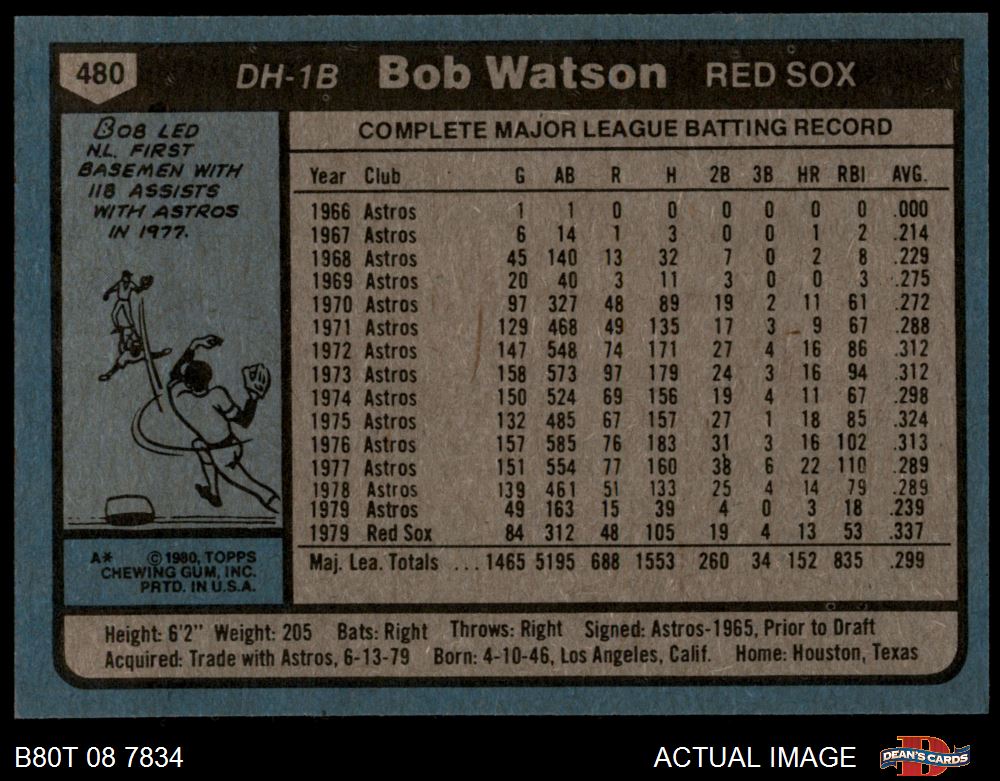 480 DH-1B Bob Watson RED SOX
BOB LED
N.L. FIRST
BASEMEN WITH
118 ASSISTS
WITH ASTROS
IN 1977.
COMPLETE MAJOR LEAGUE BATTING RECORD
Year Club G AB R H 2B 3B HR RBI AVG.
1966 Astros 1 1 0 0 0 0 0 0 .000
1967 Astros 6 14 1 3 0 0 1 2 .214
1968 Astros 45 140 13 32 7 0 2 8 .229
1969 Astros 20 40 3 11 3 0 0 3 .275
1970 Astros 97 327 48 89 19 2 11 61 .272
1971 Astros 129 468 49 135 17 3 9 67 .288
1972 Astros 147 548 74 171 27 4 16 86 .312
1973 Astros 158 573 97 179 24 3 16 94 .312
1974 Astros 150 524 69 156 19 4 11 67 .298
1975 Astros 132 485 67 157 27 1 18 85 .324
1976 Astros 157 585 76 183 31 3 16 102 .313
1977 Astros 151 554 77 160 38 6 22 110 .289
1978 Astros 139 461 51 133 25 4 14 79 .289
1979 Astros 49 163 15 39 4 0 3 18 .239
1979 Red Sox 84 312 48 105 19 4 13 53 .337
Maj. Lea. Totals ... 1465 5195 688 1553 260 34 152 835 .299
A* © 1980, TOPPS
CHEWING GUM, INC.
PRTD. IN U.S.A.
Height: 6'2" Weight: 205 Bats: Right Throws: Right Signed: Astros-1965, Prior to Draft
Acquired: Trade with Astros, 6-13-79 Born: 4-10-46, Los Angeles, Calif. Home: Houston, Texas
B80T 08 7834 ACTUAL IMAGE D DEAN'S CARDS